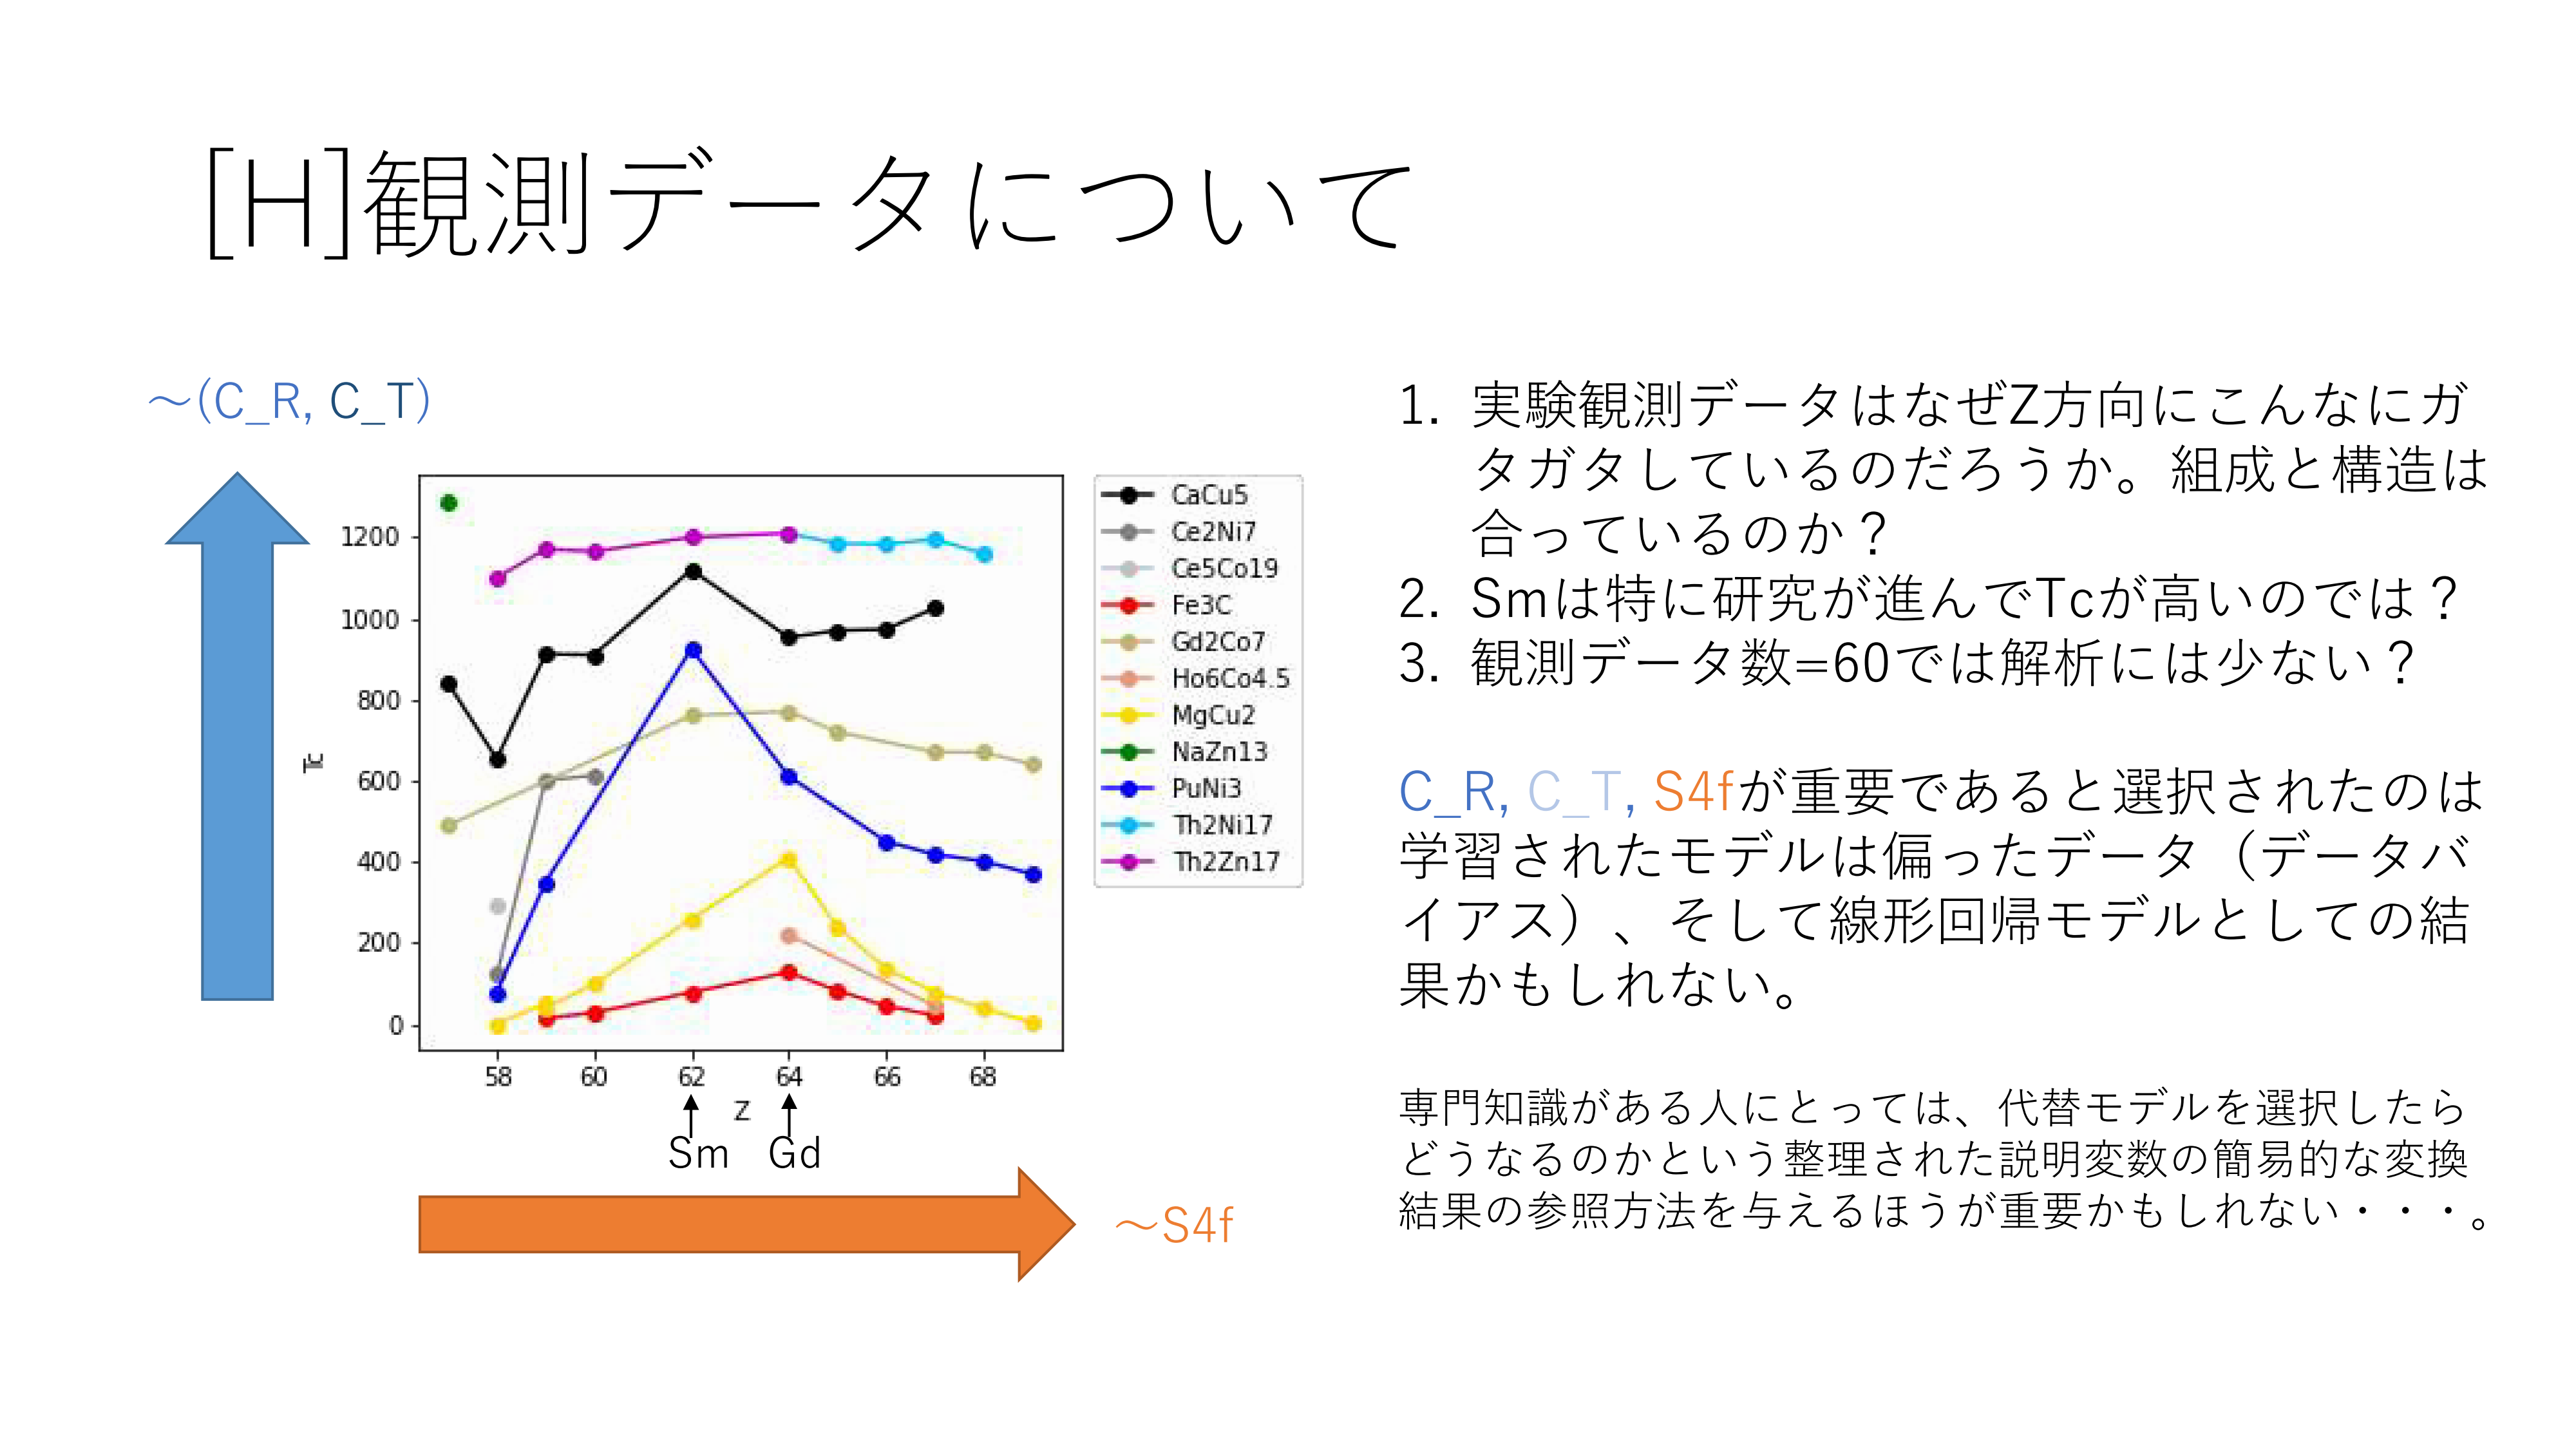 [H]観測データについて
～(C_R, C_T)
1200
1000
800
600
400
200
0
Tc
58 60 62 64 66 68
Z
Sm Gd
～S4f
CaCu5
Ce2Ni7
Ce5Co19
Fe3C
Gd2Co7
Ho6Co4.5
MgCu2
NaZn13
PuNi3
Th2Ni17
Th2Zn17
1. 実験観測データはなぜZ方向にこんなにガ
タガタしているのだろうか。組成と構造は
合っているのか？
2. Smは特に研究が進んでTcが高いのでは？
3. 観測データ数=60では解析には少ない？
C_R, C_T, S4fが重要であると選択されたのは
学習されたモデルは偏ったデータ（データバ
イアス）、そして線形回帰モデルとしての結
果かもしれない。
専門知識がある人にとっては、代替モデルを選択したら
どうなるのかという整理された説明変数の簡易的な変換
結果の参照方法を与えるほうが重要かもしれない・・・。